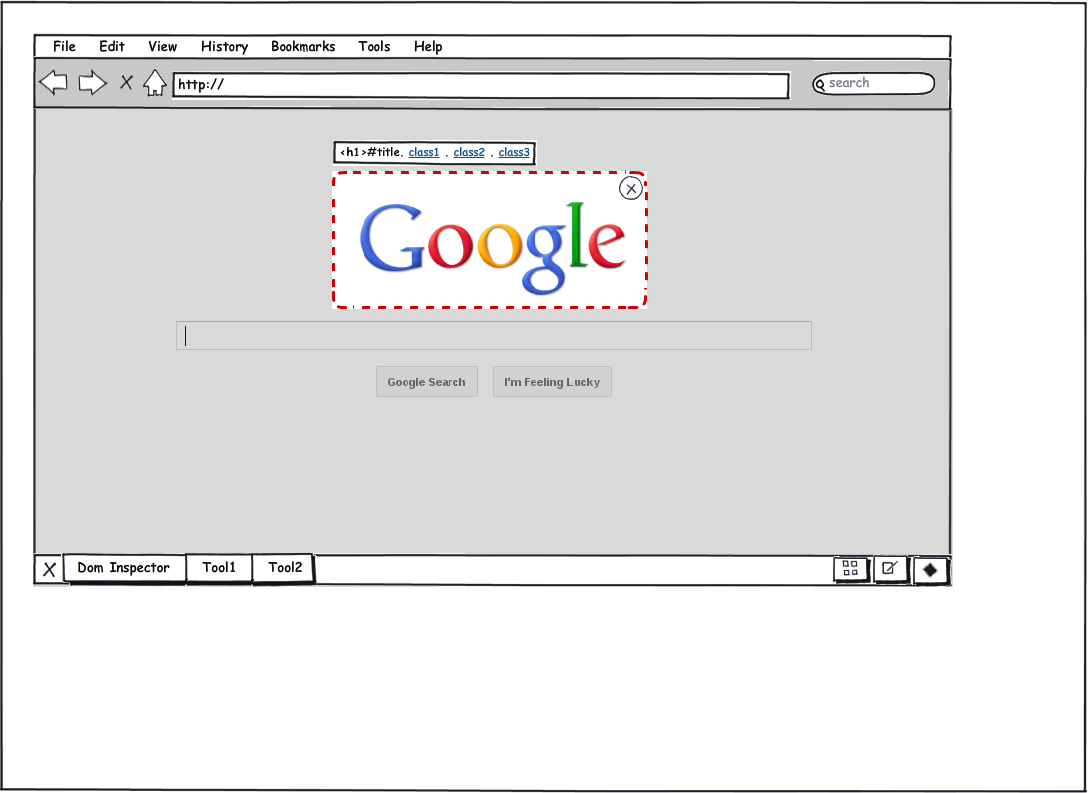 File Edit View History Bookmarks Tools Help
http:// search
<h1>#title. class1 . class2 . class3
Google
Google Search I'm Feeling Lucky
X Dom Inspector Tool1 Tool2